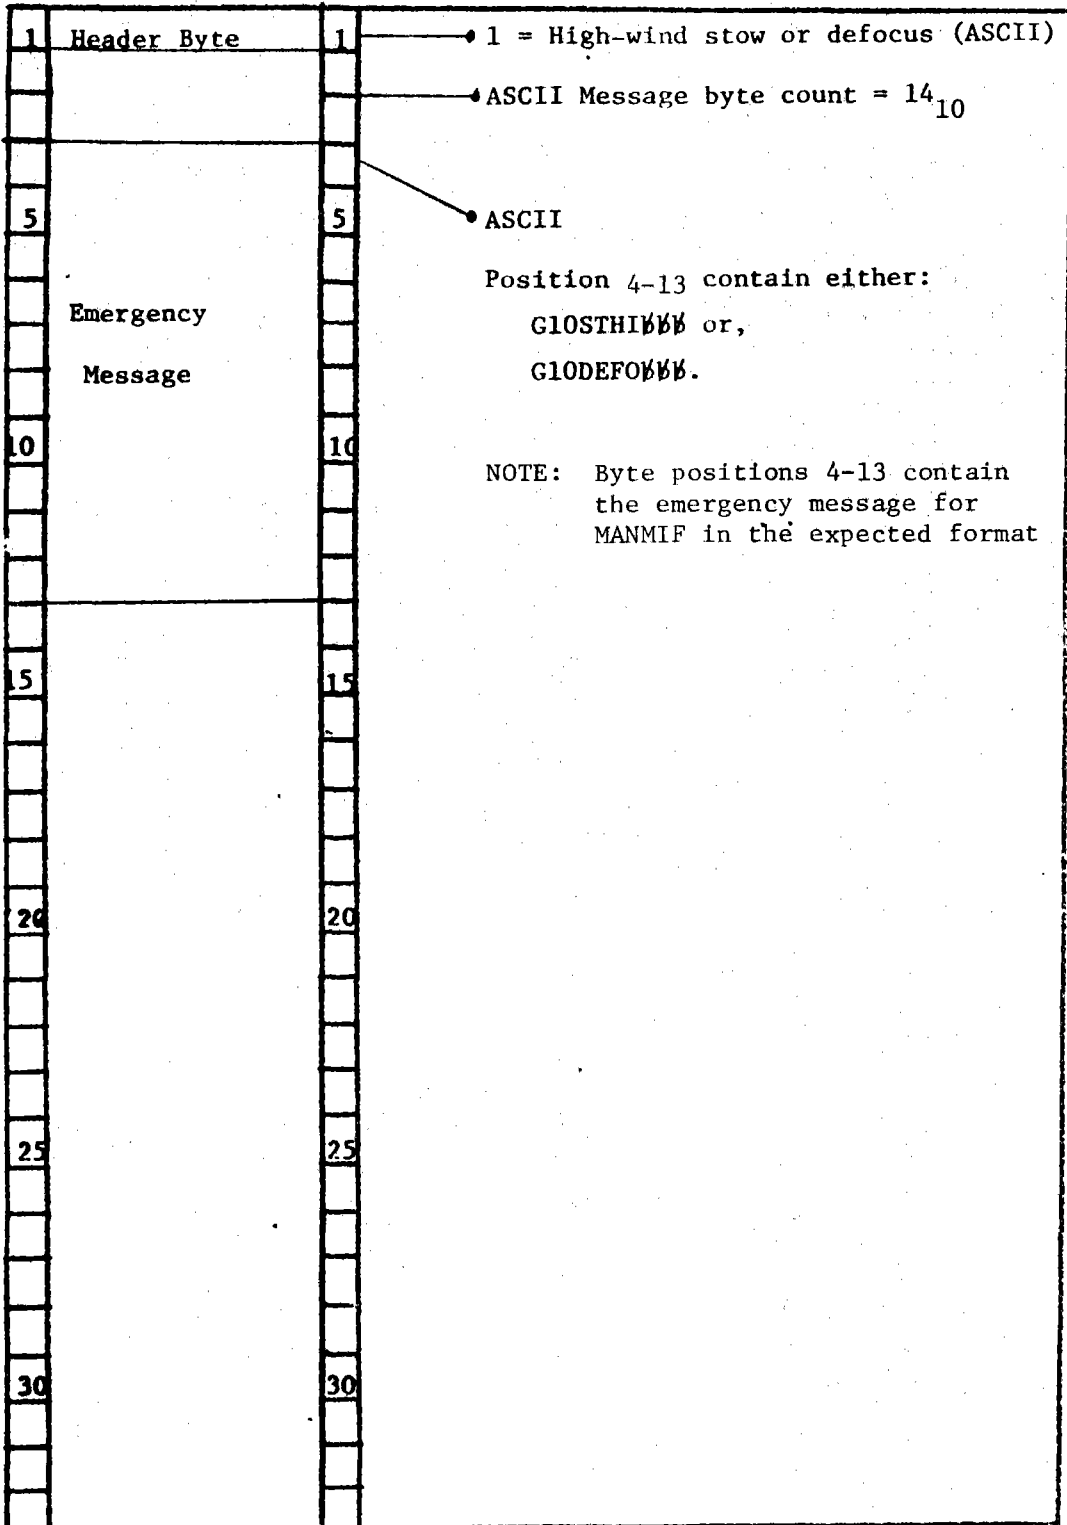 1 Header Byte 1 1 = High-wind stow or defocus (ASCII)
ASCII Message byte count = 14₁₀
5 5 ASCII
Position 4-13 contain either:
Emergency G10STHIb̸b̸b̸ or,
Message G10DEFOb̸b̸b̸.
10 10
NOTE: Byte positions 4-13 contain
the emergency message for
MANMIF in the expected format
15 15
20 20
25 25
30 30